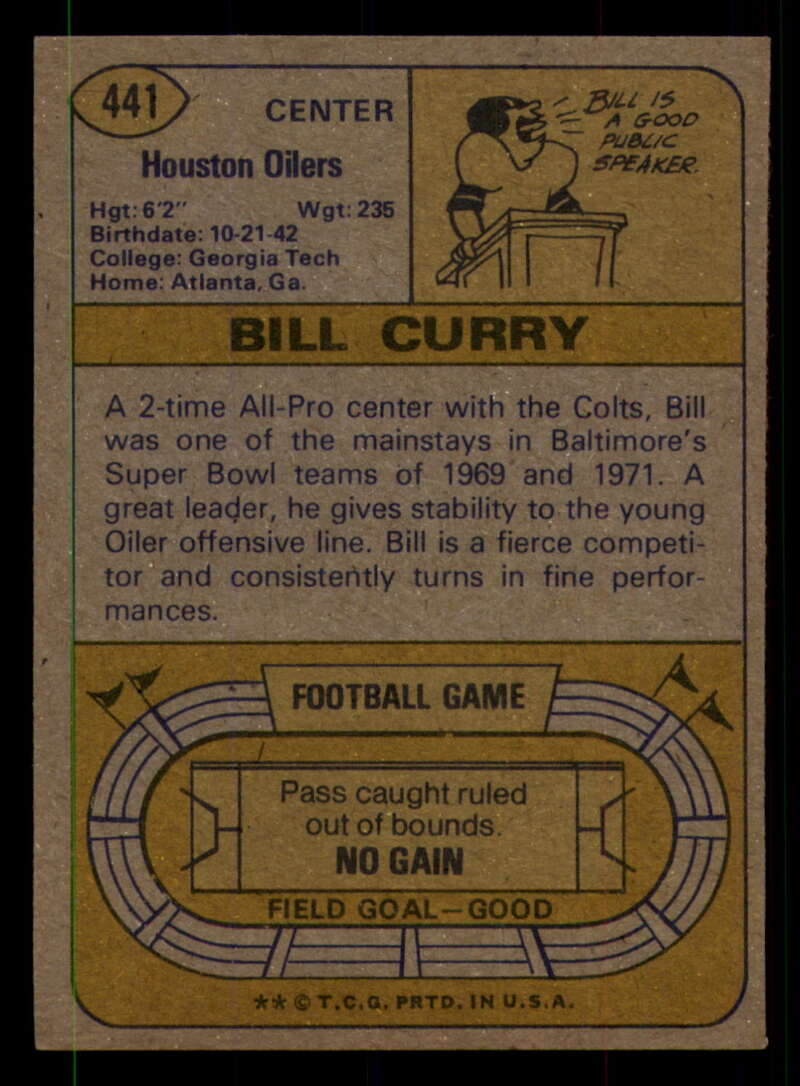 441
CENTER
Houston Oilers
Hgt: 6'2" Wgt: 235
Birthdate: 10-21-42
College: Georgia Tech
Home: Atlanta, Ga.
BILL IS
A GOOD
PUBLIC
SPEAKER.
BILL CURRY
A 2-time All-Pro center with the Colts, Bill
was one of the mainstays in Baltimore's
Super Bowl teams of 1969 and 1971. A
great leader, he gives stability to the young
Oiler offensive line. Bill is a fierce competi-
tor and consistently turns in fine perfor-
mances.
FOOTBALL GAME
Pass caught ruled
out of bounds.
NO GAIN
FIELD GOAL—GOOD
** © T.C.G. PRTD. IN U.S.A.